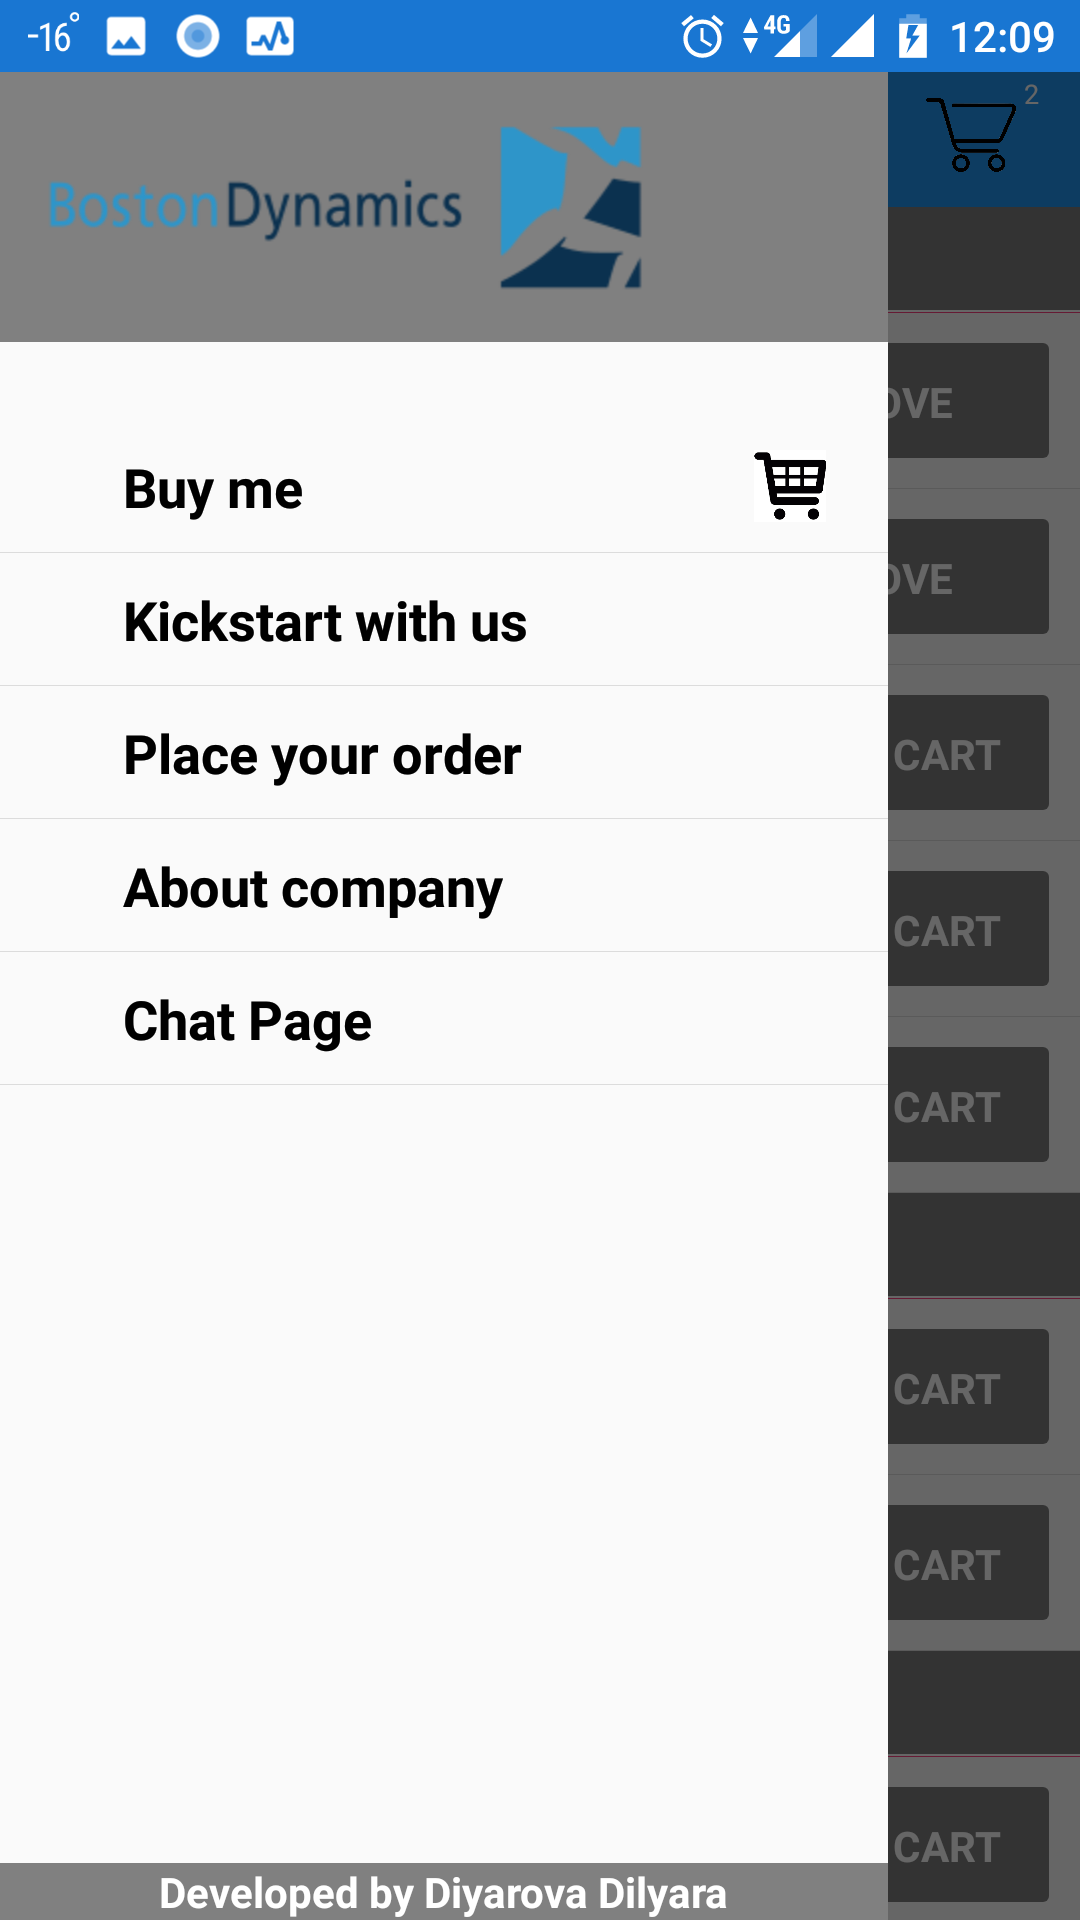 -16° 4G 12:09
2
BostonDynamics
OVE
Buy me
Kickstart with us
OVE
Place your order
CART
About company
CART
Chat Page
CART
CART
CART
CART
Developed by Diyarova Dilyara